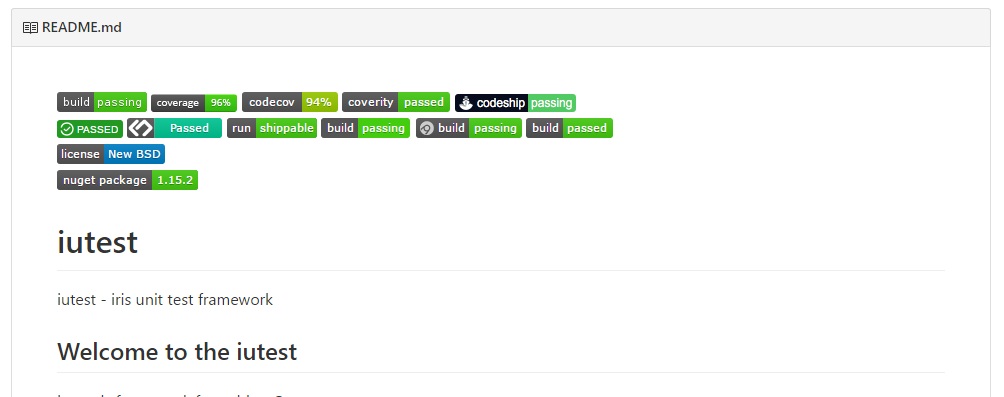 README.md
build passing coverage 96% codecov 94% coverity passed codeship passing
PASSED Passed run shippable build passing build passing build passed
license New BSD
nuget package 1.15.2
iutest
iutest - iris unit test framework
Welcome to the iutest